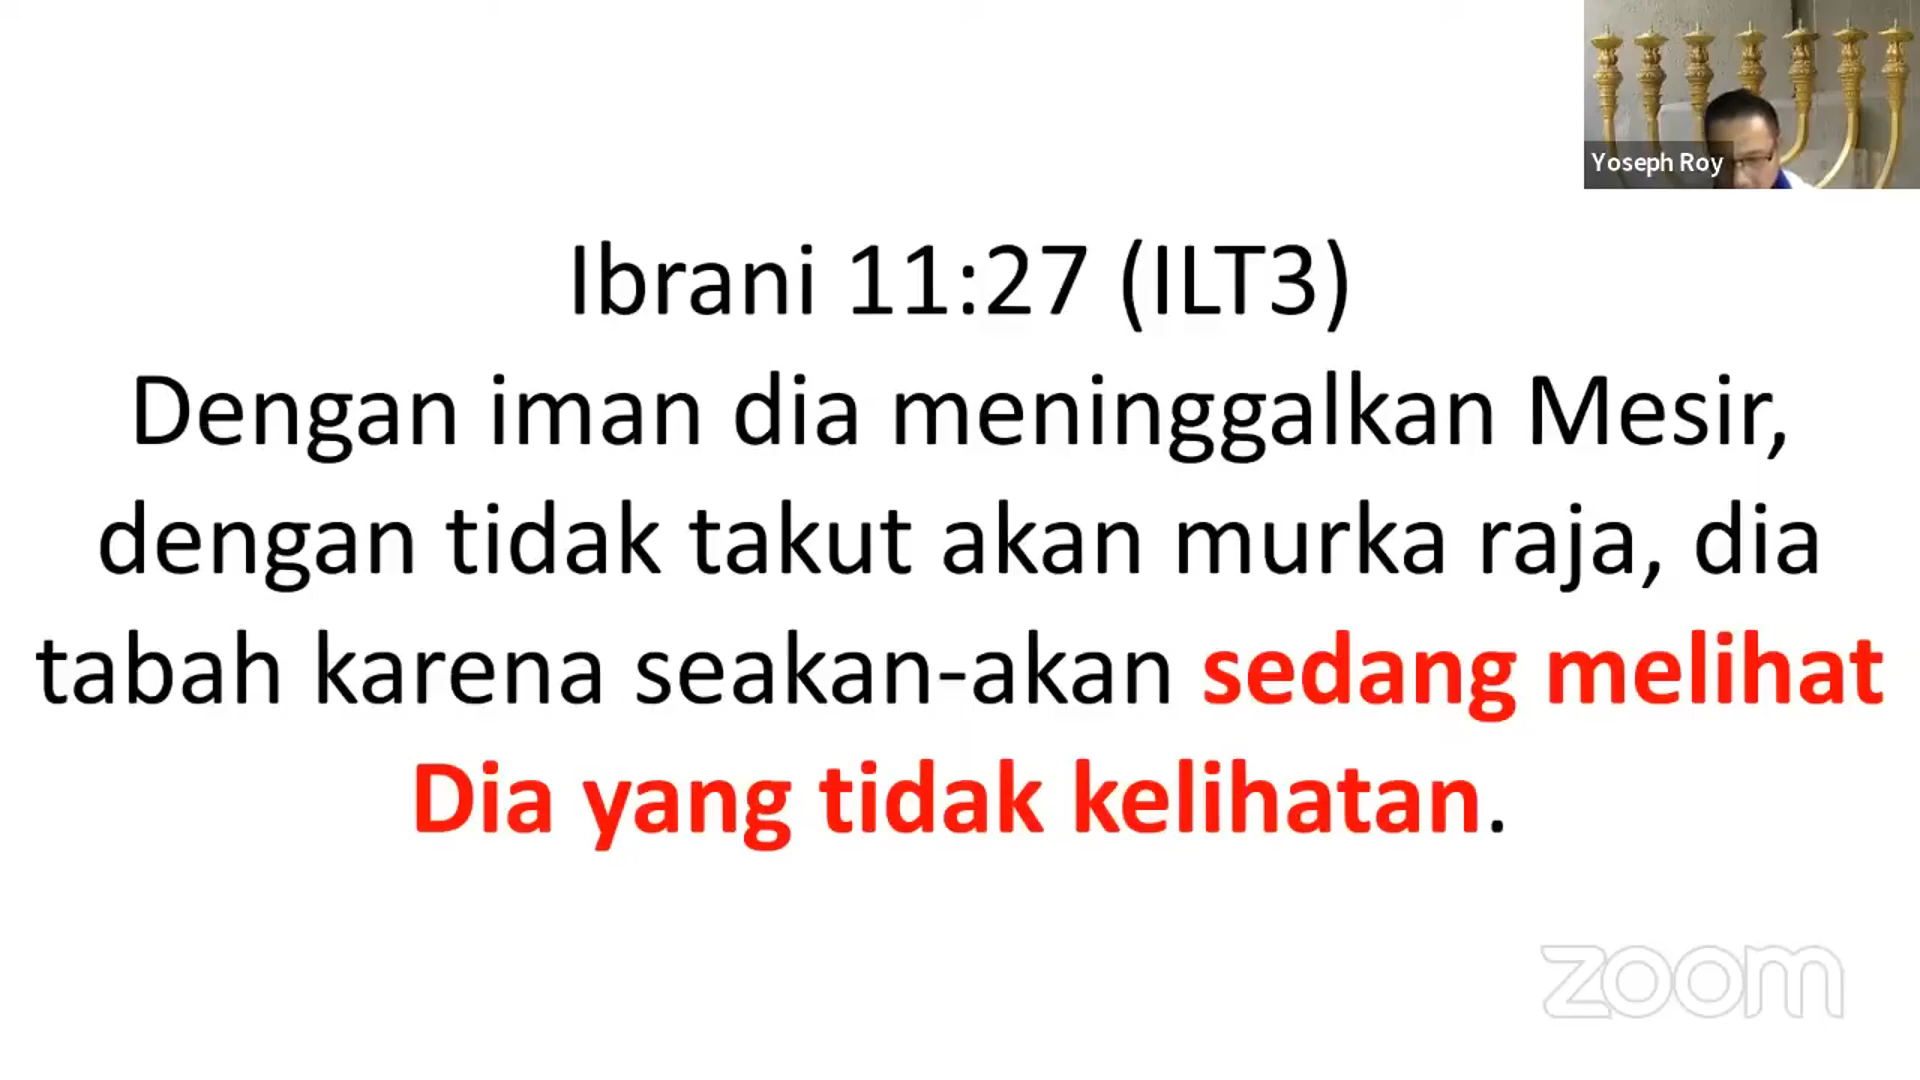 Yoseph Roy
Ibrani 11:27 (ILT3)
Dengan iman dia meninggalkan Mesir,
dengan tidak takut akan murka raja, dia
tabah karena seakan-akan sedang melihat
Dia yang tidak kelihatan.
zoom